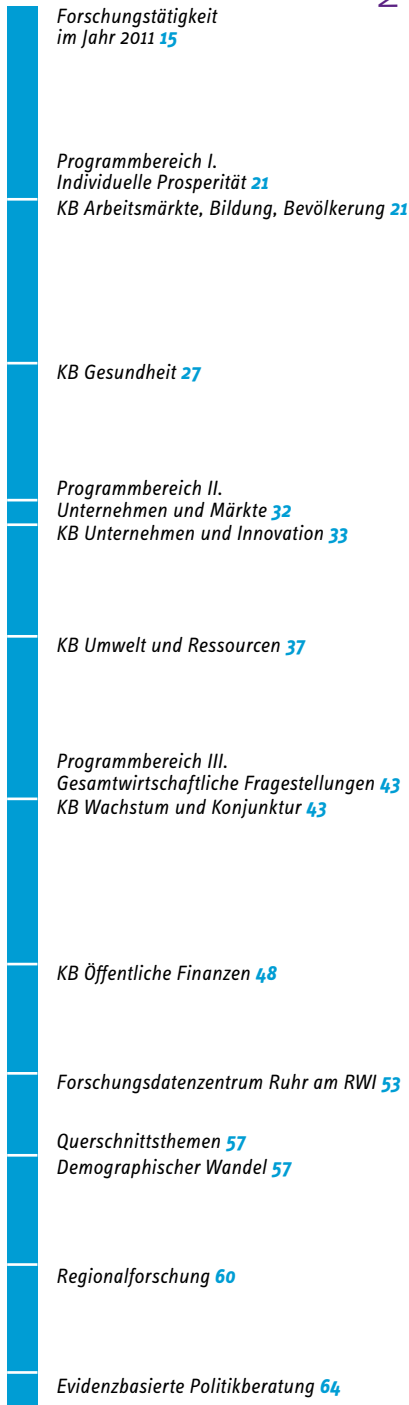 Forschungstätigkeit
im Jahr 2011 15
Programmbereich I.
Individuelle Prosperität 21
KB Arbeitsmärkte, Bildung, Bevölkerung 21
KB Gesundheit 27
Programmbereich II.
Unternehmen und Märkte 32
KB Unternehmen und Innovation 33
KB Umwelt und Ressourcen 37
Programmbereich III.
Gesamtwirtschaftliche Fragestellungen 43
KB Wachstum und Konjunktur 43
KB Öffentliche Finanzen 48
Forschungsdatenzentrum Ruhr am RWI 53
Querschnittsthemen 57
Demographischer Wandel 57
Regionalforschung 60
Evidenzbasierte Politikberatung 64